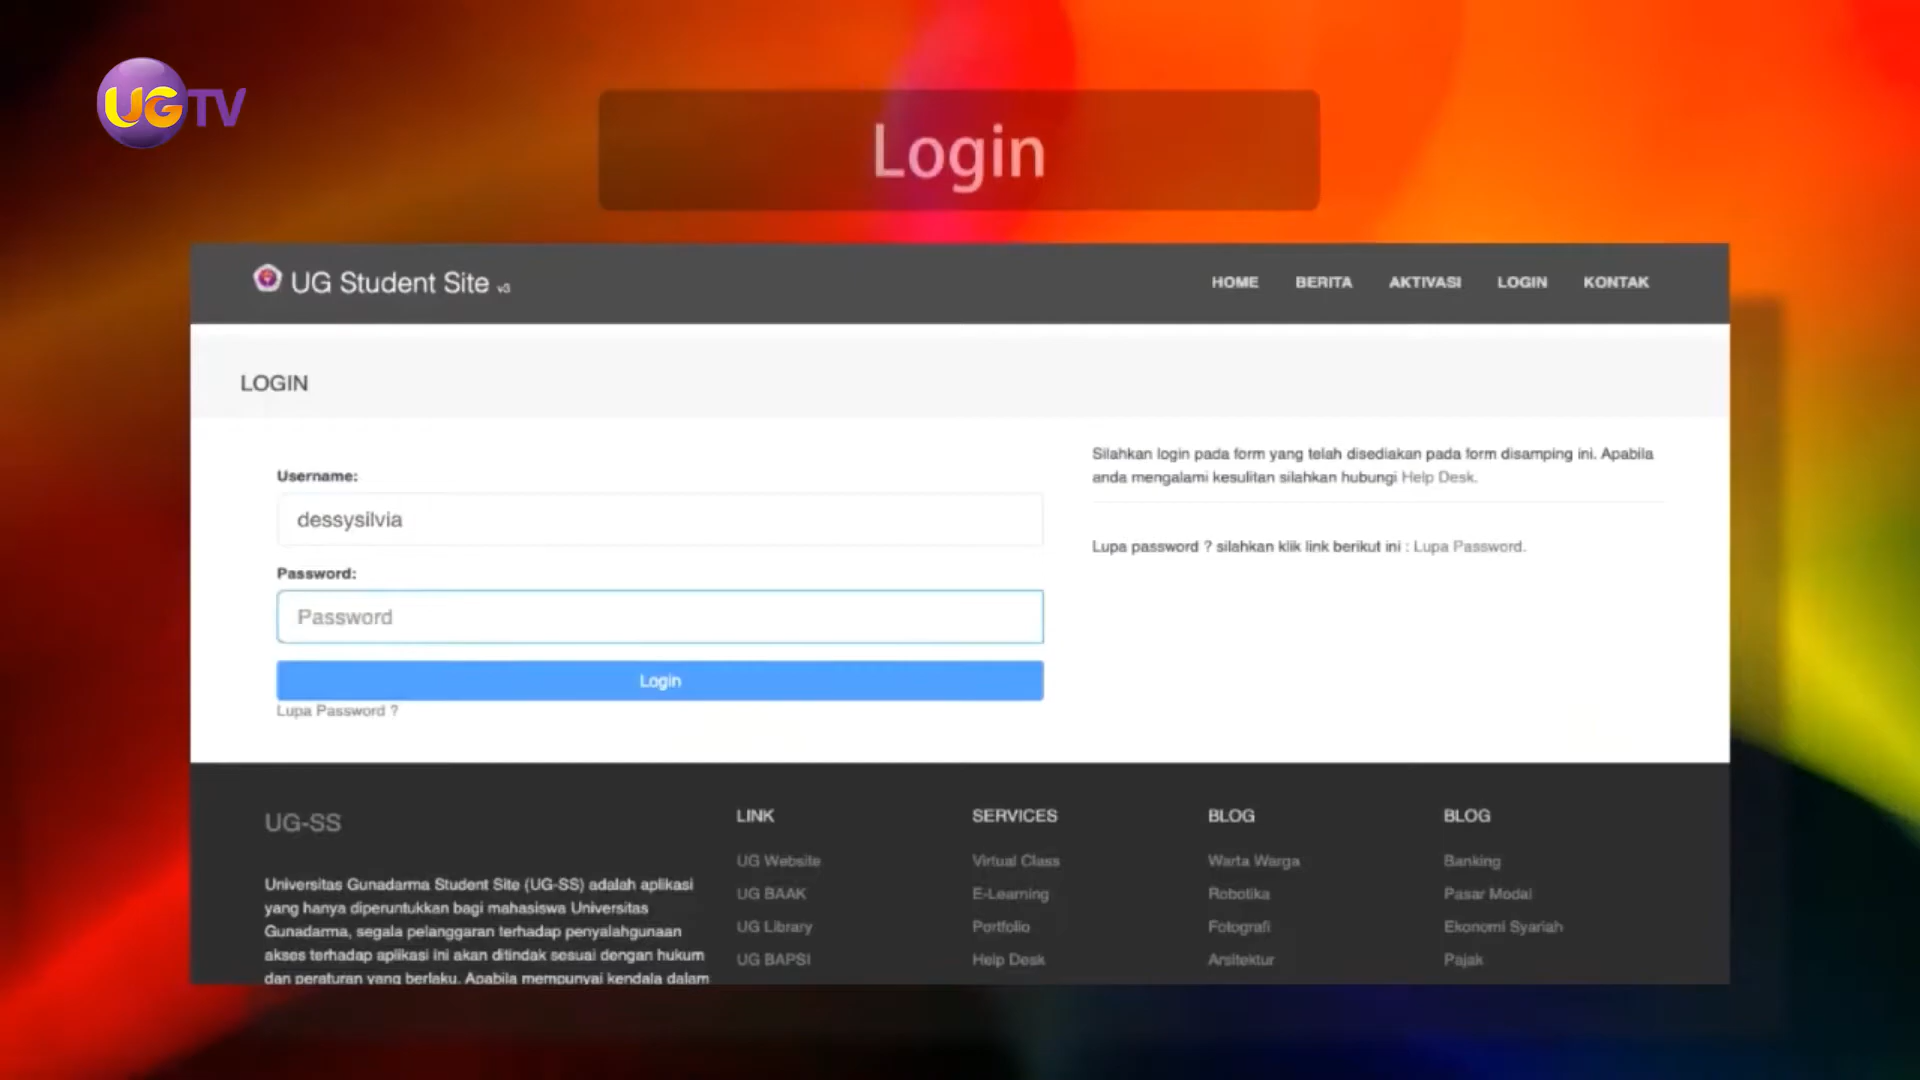 UGTV
Login
UG Student Site v3
HOME BERITA AKTIVASI LOGIN KONTAK
LOGIN
Username:
dessysilvia
Password:
Password
Login
Lupa Password ?
Silahkan login pada form yang telah disediakan pada form disamping ini. Apabila
anda mengalami kesulitan silahkan hubungi Help Desk.
Lupa password ? silahkan klik link berikut ini : Lupa Password.
UG-SS
Universitas Gunadarma Student Site (UG-SS) adalah aplikasi
yang hanya diperuntukkan bagi mahasiswa Universitas
Gunadarma, segala pelanggaran terhadap penyalahgunaan
akses terhadap aplikasi ini akan ditindak sesuai dengan hukum
dan peraturan yang berlaku. Apabila mempunyai kendala dalam
LINK
UG Website
UG BAAK
UG Library
UG BAPSI
SERVICES
Virtual Class
E-Learning
Portfolio
Help Desk
BLOG
Warta Warga
Robotika
Fotografi
Arsitektur
BLOG
Banking
Pasar Modal
Ekonomi Syariah
Pajak